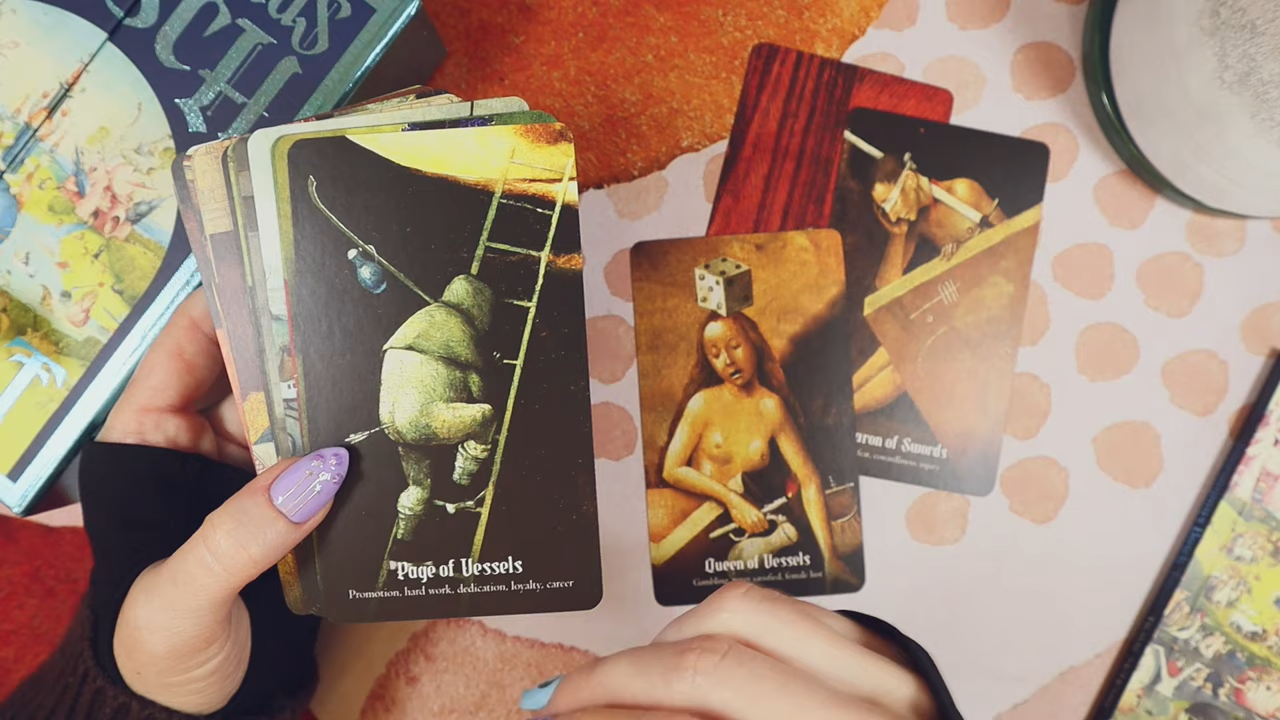 SCH
Page of Vessels
Promotion, hard work, dedication, loyalty, career
Queen of Vessels
Gambling, never satisfied, female lust
of Swords